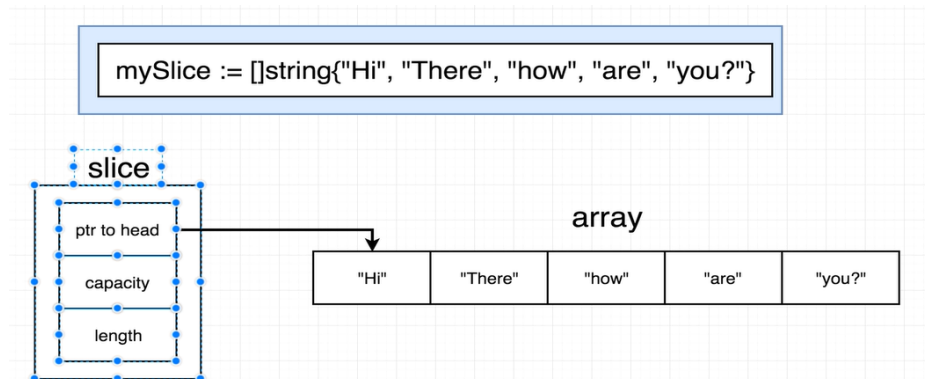 mySlice := []string{"Hi", "There", "how", "are", "you?"}
slice
ptr to head
capacity
length
array
"Hi" "There" "how" "are" "you?"